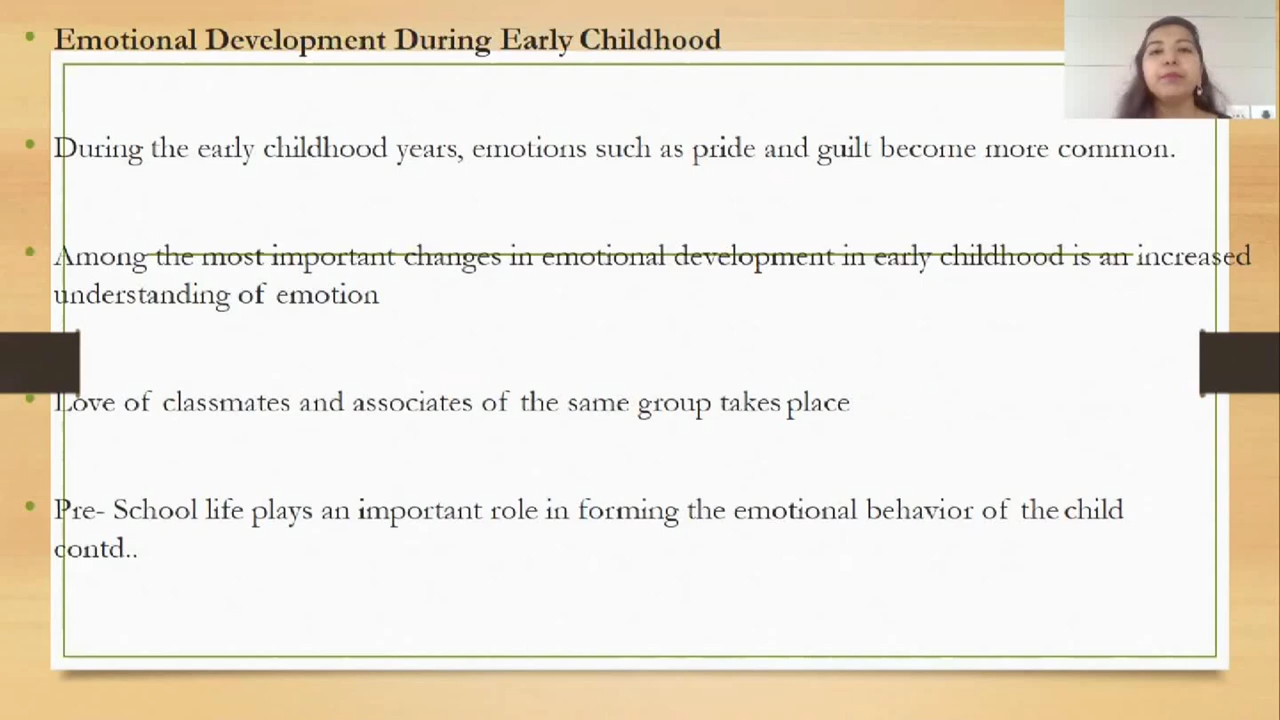 Emotional Development During Early Childhood
During the early childhood years, emotions such as pride and guilt become more common.
Among the most important changes in emotional development in early childhood is an increased
understanding of emotion
Love of classmates and associates of the same group takes place
Pre- School life plays an important role in forming the emotional behavior of the child
contd..